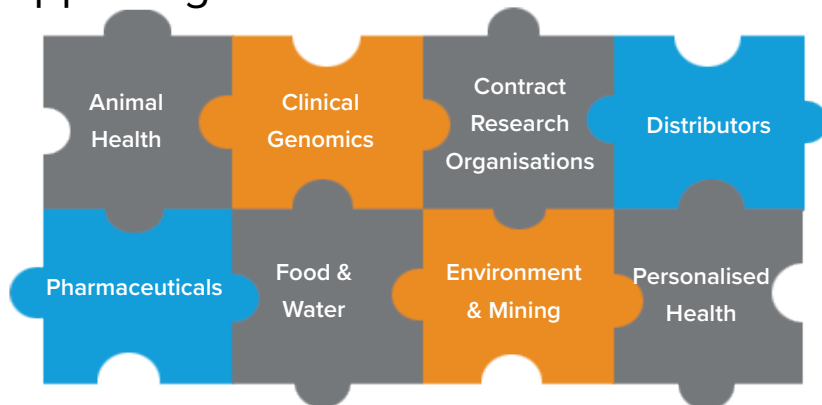 Animal
Health
Clinical
Genomics
Contract
Research
Organisations
Distributors
Pharmaceuticals
Food &
Water
Environment
& Mining
Personalised
Health